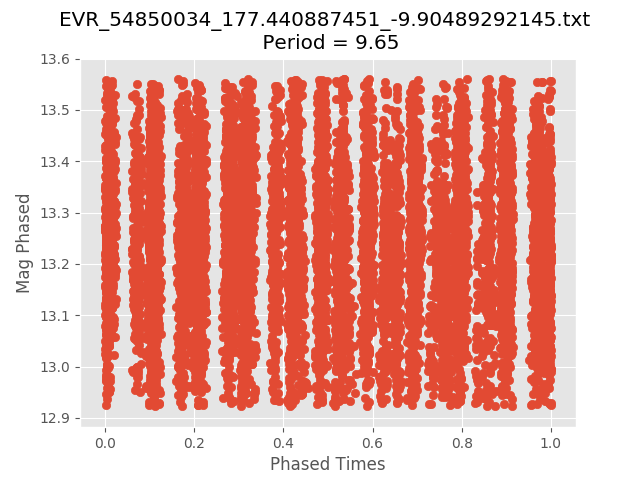 EVR_54850034_177.440887451_-9.90489292145.txt
Period = 9.65
13.6
13.5
13.4
13.3
13.2
13.1
13.0
12.9
Mag Phased
0.0 0.2 0.4 0.6 0.8 1.0
Phased Times